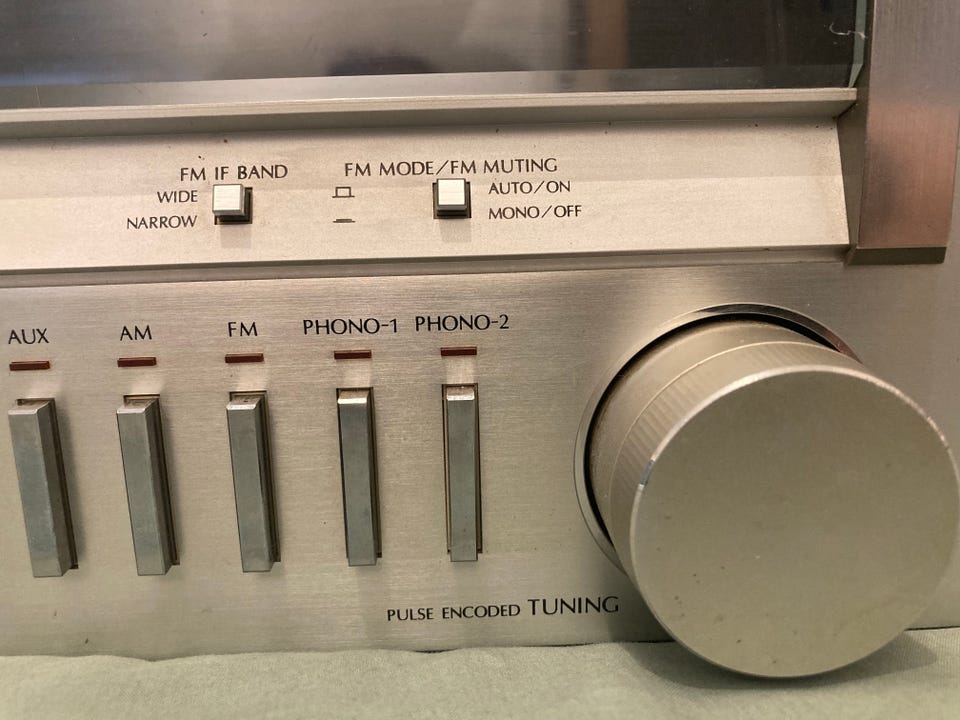 FM IF BAND
WIDE
NARROW
FM MODE/FM MUTING
AUTO/ON
MONO/OFF
AUX AM FM PHONO-1 PHONO-2
PULSE ENCODED TUNING